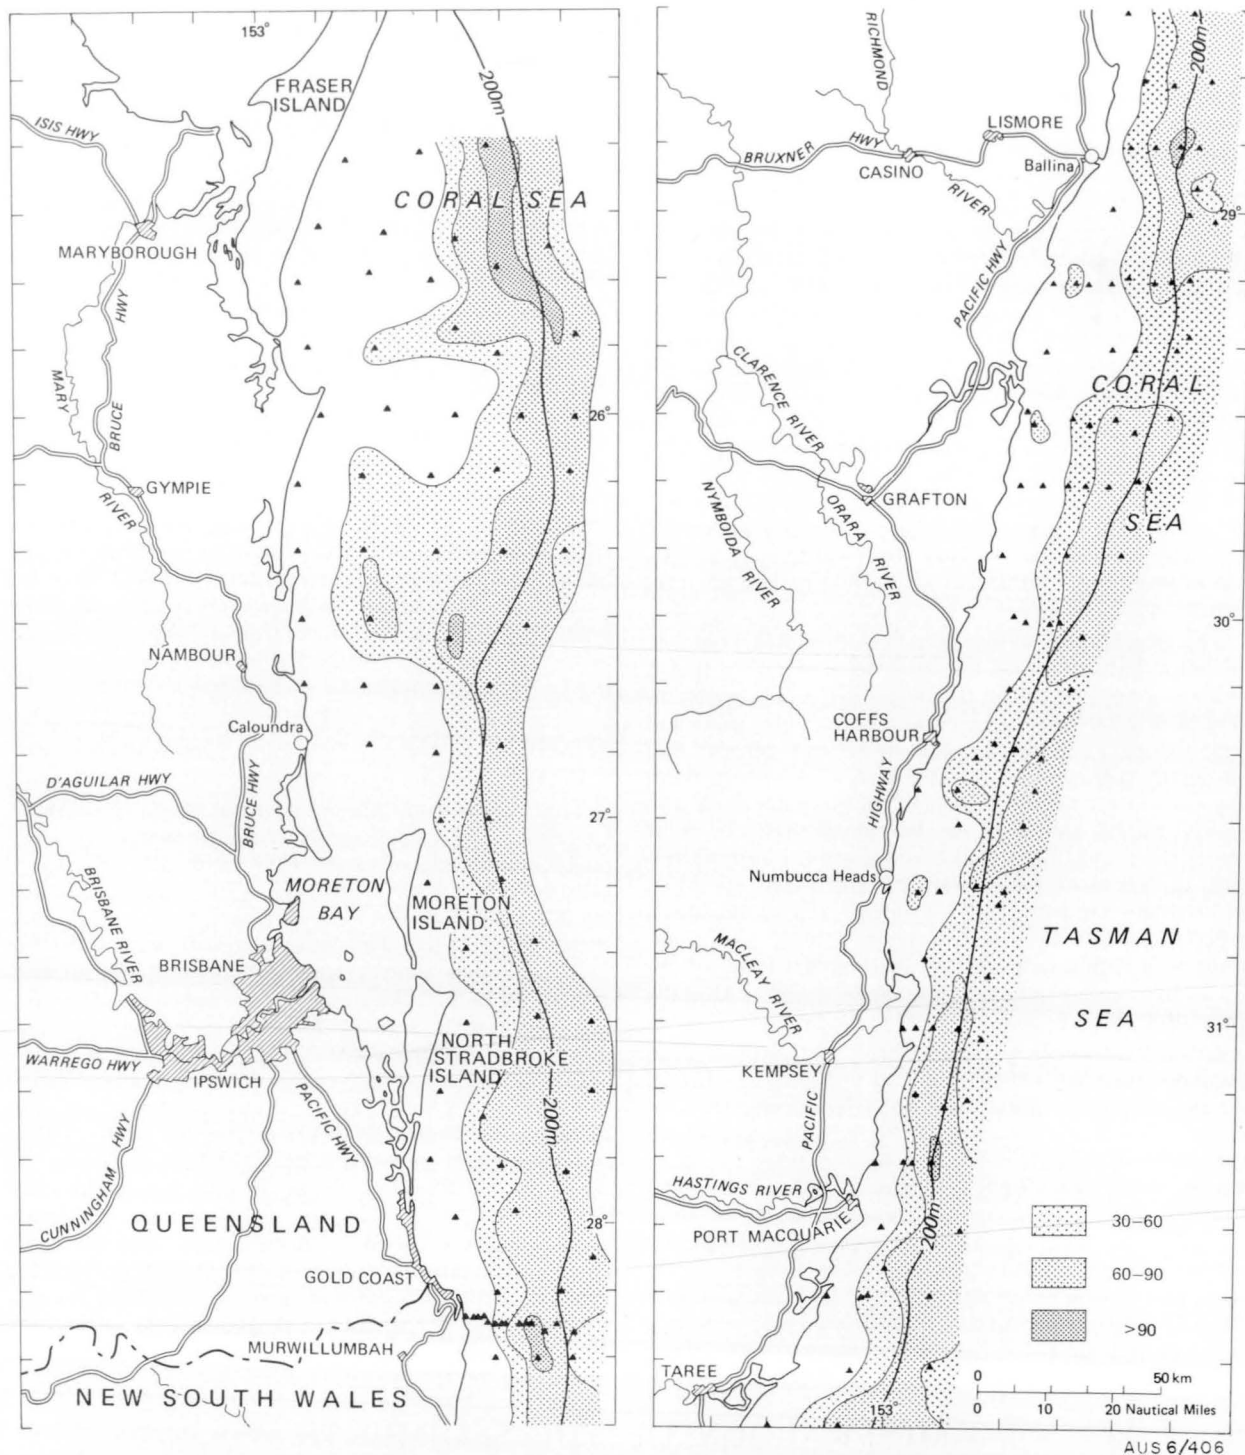 153°
FRASER
ISLAND
200m
ISIS HWY
CORAL SEA
MARYBOROUGH
HWY
MARY
BRUCE
26°
GYMPIE
RIVER
NAMBOUR
Caloundra
D'AGUILAR HWY
BRUCE HWY
27°
BRISBANE RIVER
MORETON
BAY
MORETON
ISLAND
BRISBANE
NORTH
STRADBROKE
ISLAND
WARREGO HWY
IPSWICH
PACIFIC HWY
200m
CUNNINGHAM HWY
QUEENSLAND
28°
GOLD COAST
MURWILLUMBAH
NEW SOUTH WALES
RICHMOND
200m
LISMORE
BRUXNER HWY
CASINO
Ballina
RIVER
29°
PACIFIC HWY
CLARENCE RIVER
CORAL
GRAFTON
SEA
NYMBOIDA RIVER
ORARA RIVER
30°
COFFS
HARBOUR
HIGHWAY
Numbucca Heads
TASMAN
SEA
MACLEAY RIVER
31°
KEMPSEY
PACIFIC
HASTINGS RIVER
PORT MACQUARIE
200m
30-60
60-90
>90
TAREE
0 50 km
153°
0 10 20 Nautical Miles
AUS 6/406